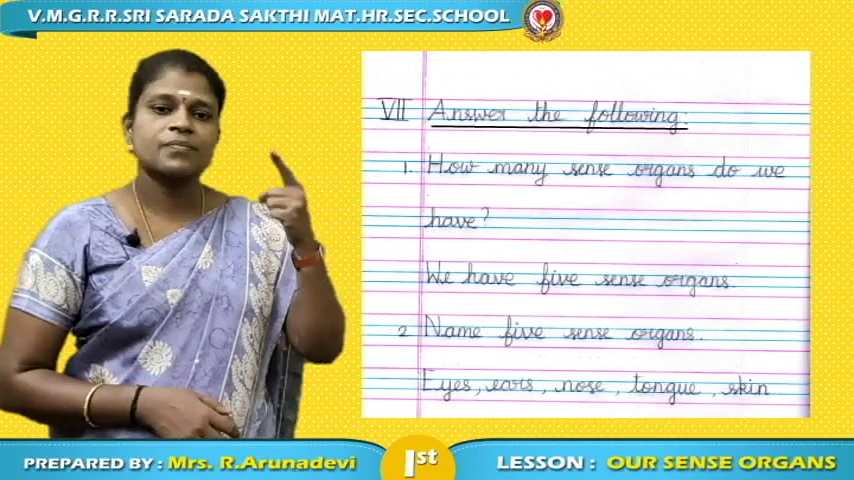 V.M.G.R.R.SRI SARADA SAKTHI MAT.HR.SEC.SCHOOL
VII Answer the following:
1. How many sense organs do we
have?
We have five sense organs.
2 Name five sense organs.
Eyes, ears, nose, tongue, skin
PREPARED BY : Mrs. R.Arunadevi
1st
LESSON : OUR SENSE ORGANS